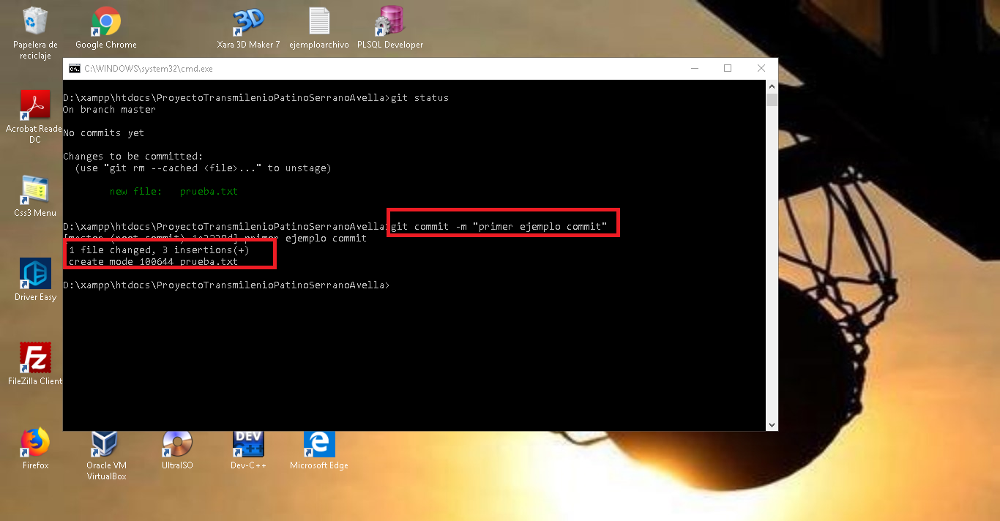 Papelera de
reciclaje
Google Chrome
Xara 3D Maker 7
ejemploarchivo
PLSQL Developer
Acrobat Reade
DC
Css3 Menu
Driver Easy
FileZilla Client
C:\WINDOWS\system32\cmd.exe
D:\xampp\htdocs\ProyectoTransmilenioPatinoSerranoAvella>git status
On branch master
No commits yet
Changes to be committed:
(use "git rm --cached <file>..." to unstage)
new file: prueba.txt
D:\xampp\htdocs\ProyectoTransmilenioPatinoSerranoAvella>git commit -m "primer ejemplo commit"
[master (root-commit) primer ejemplo commit
1 file changed, 3 insertions(+)
create mode 100644 prueba.txt
D:\xampp\htdocs\ProyectoTransmilenioPatinoSerranoAvella>
Firefox
Oracle VM
VirtualBox
UltraISO
DEV
Dev-C++
Microsoft Edge